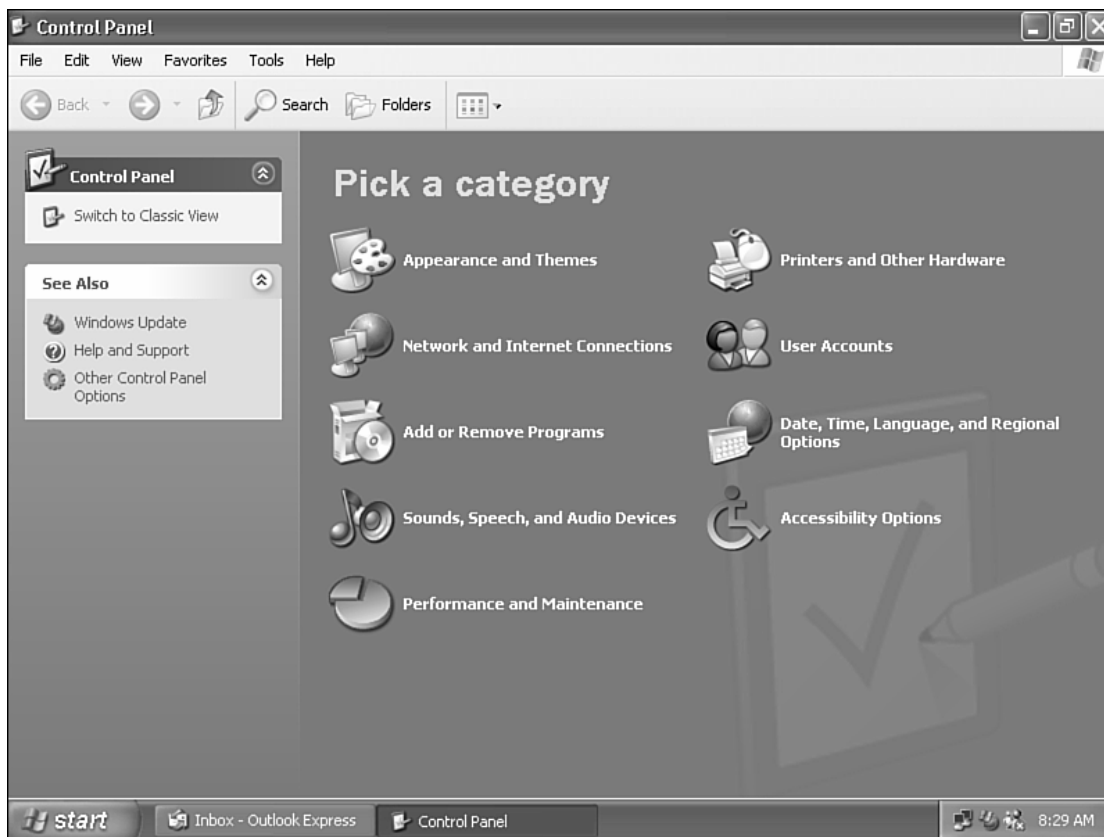 Control Panel
File Edit View Favorites Tools Help
Back Search Folders
Control Panel
Switch to Classic View
See Also
Windows Update
Help and Support
Other Control Panel
Options
Pick a category
Appearance and Themes
Printers and Other Hardware
Network and Internet Connections
User Accounts
Add or Remove Programs
Date, Time, Language, and Regional
Options
Sounds, Speech, and Audio Devices
Accessibility Options
Performance and Maintenance
start Inbox - Outlook Express Control Panel 8:29 AM